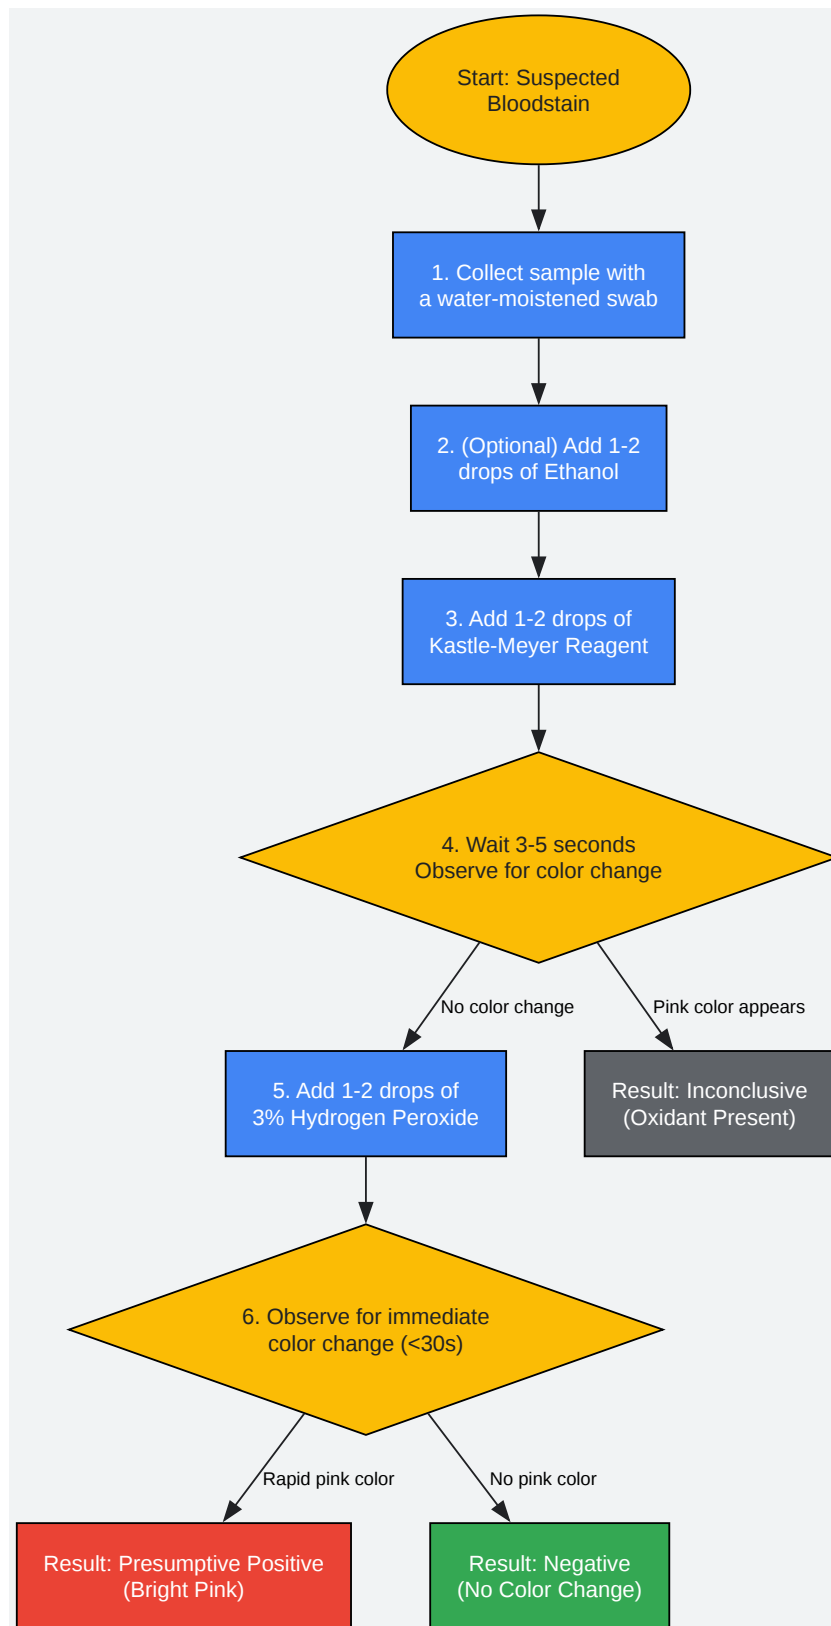 Start: Suspected
Bloodstain
1. Collect sample with
a water-moistened swab
2. (Optional) Add 1-2
drops of Ethanol
3. Add 1-2 drops of
Kastle-Meyer Reagent
4. Wait 3-5 seconds
Observe for color change
No color change
Pink color appears
5. Add 1-2 drops of
3% Hydrogen Peroxide
Result: Inconclusive
(Oxidant Present)
6. Observe for immediate
color change (<30s)
Rapid pink color
No pink color
Result: Presumptive Positive
(Bright Pink)
Result: Negative
(No Color Change)